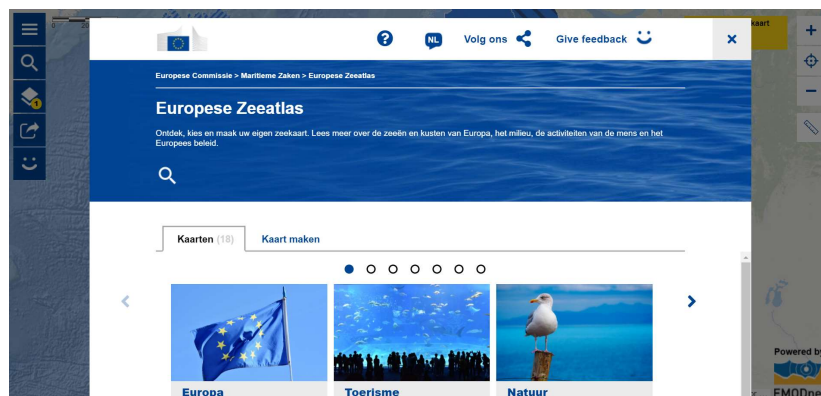 kaart
NL
Volg ons
Give feedback
Europese Commissie > Maritieme Zaken > Europese Zeeatlas
Europese Zeeatlas
Ontdek, kies en maak uw eigen zeekaart. Lees meer over de zeeën en kusten van Europa, het milieu, de activiteiten van de mens en het
Europees beleid.
1
Kaarten (18)
Kaart maken
Europa
Toerisme
Natuur
Powered by
EMODne